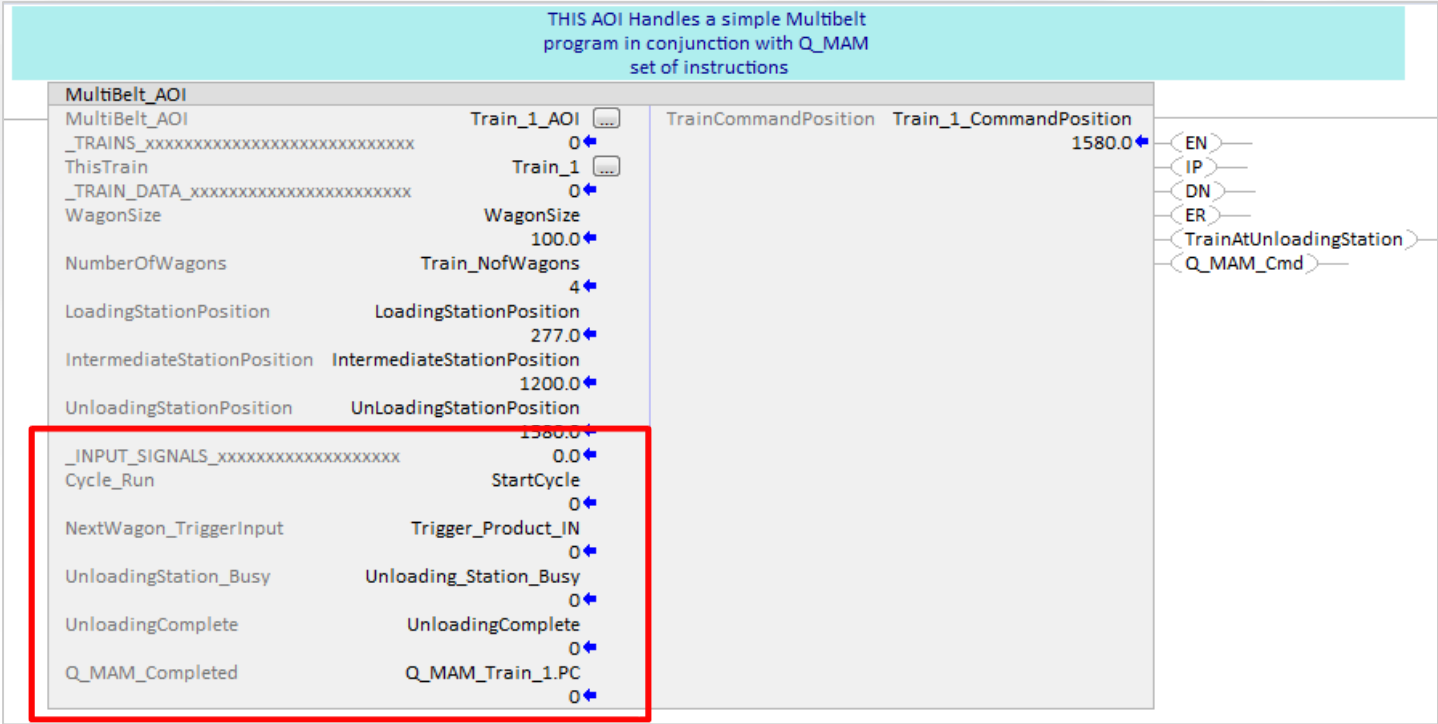 THIS AOI Handles a simple Multibelt
program in conjunction with Q_MAM
set of instructions
MultiBelt_AOI
MultiBelt_AOI Train_1_AOI ... TrainCommandPosition Train_1_CommandPosition
_TRAINS_xxxxxxxxxxxxxxxxxxxxxxxxxxxx 0 1580.0 EN
ThisTrain Train_1 ... IP
_TRAIN_DATA_xxxxxxxxxxxxxxxxxxxxxxx 0 DN
WagonSize WagonSize ER
100.0 TrainAtUnloadingStation
NumberOfWagons Train_NofWagons Q_MAM_Cmd
4
LoadingStationPosition LoadingStationPosition
277.0
IntermediateStationPosition IntermediateStationPosition
1200.0
UnloadingStationPosition UnLoadingStationPosition
1580.0
_INPUT_SIGNALS_xxxxxxxxxxxxxxxxxxx 0.0
Cycle_Run StartCycle
0
NextWagon_TriggerInput Trigger_Product_IN
0
UnloadingStation_Busy Unloading_Station_Busy
0
UnloadingComplete UnloadingComplete
0
Q_MAM_Completed Q_MAM_Train_1.PC
0